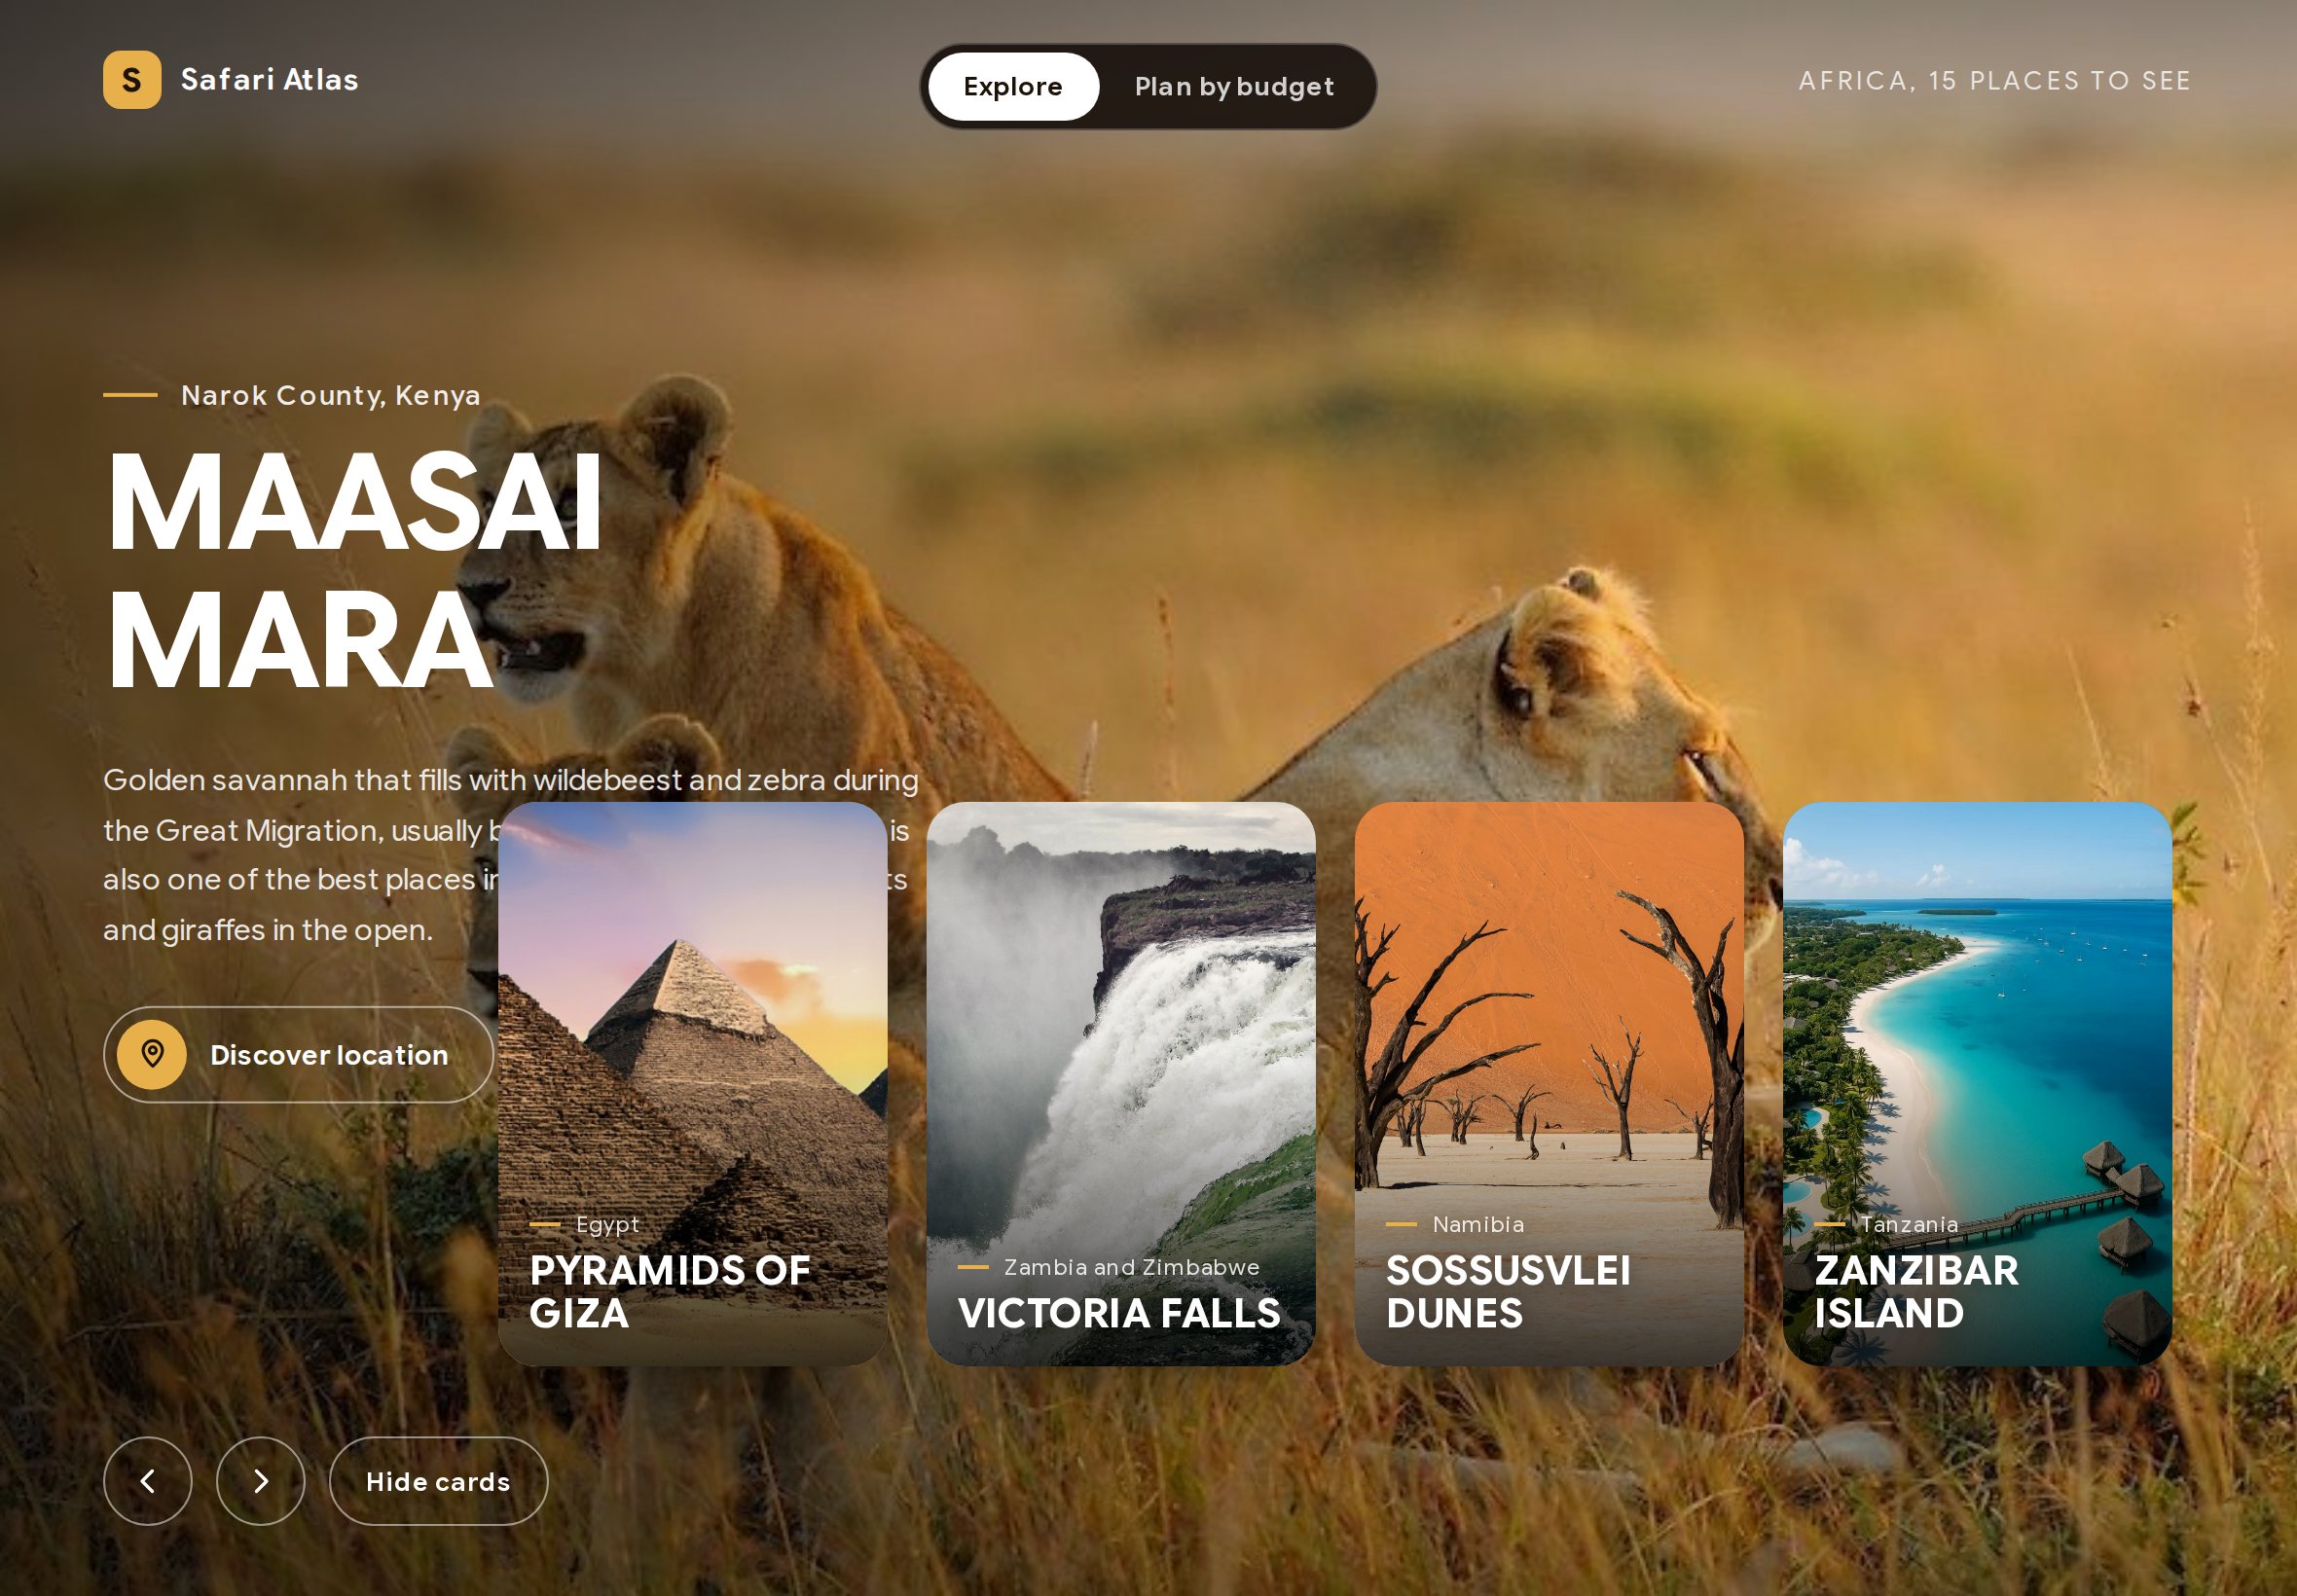 S Safari Atlas
Explore
Plan by budget
AFRICA, 15 PLACES TO SEE
Narok County, Kenya
MAASAI
MARA
Golden savannah that fills with wildebeest and zebra during
the Great Migration, usually is
also one of the best places
and giraffes in the open.
Discover location
Egypt
PYRAMIDS OF
GIZA
Zambia and Zimbabwe
VICTORIA FALLS
Namibia
SOSSUSVLEI
DUNES
Tanzania
ZANZIBAR
ISLAND
Hide cards